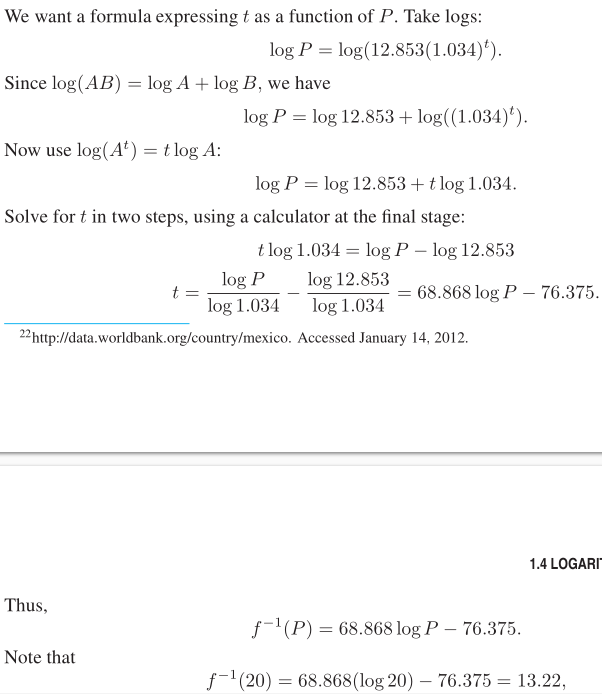 We want a formula expressing t as a function of P. Take logs:
log P = log(12.853(1.034)^t).
Since log(AB) = log A + log B, we have
log P = log 12.853 + log((1.034)^t).
Now use log(A^t) = t log A:
log P = log 12.853 + t log 1.034.
Solve for t in two steps, using a calculator at the final stage:
t log 1.034 = log P − log 12.853
t = \frac{log P}{log 1.034} − \frac{log 12.853}{log 1.034} = 68.868 log P − 76.375.
²²http://data.worldbank.org/country/mexico. Accessed January 14, 2012.
1.4 LOGARI
Thus,
f⁻¹(P) = 68.868 log P − 76.375.
Note that
f⁻¹(20) = 68.868(log 20) − 76.375 = 13.22,